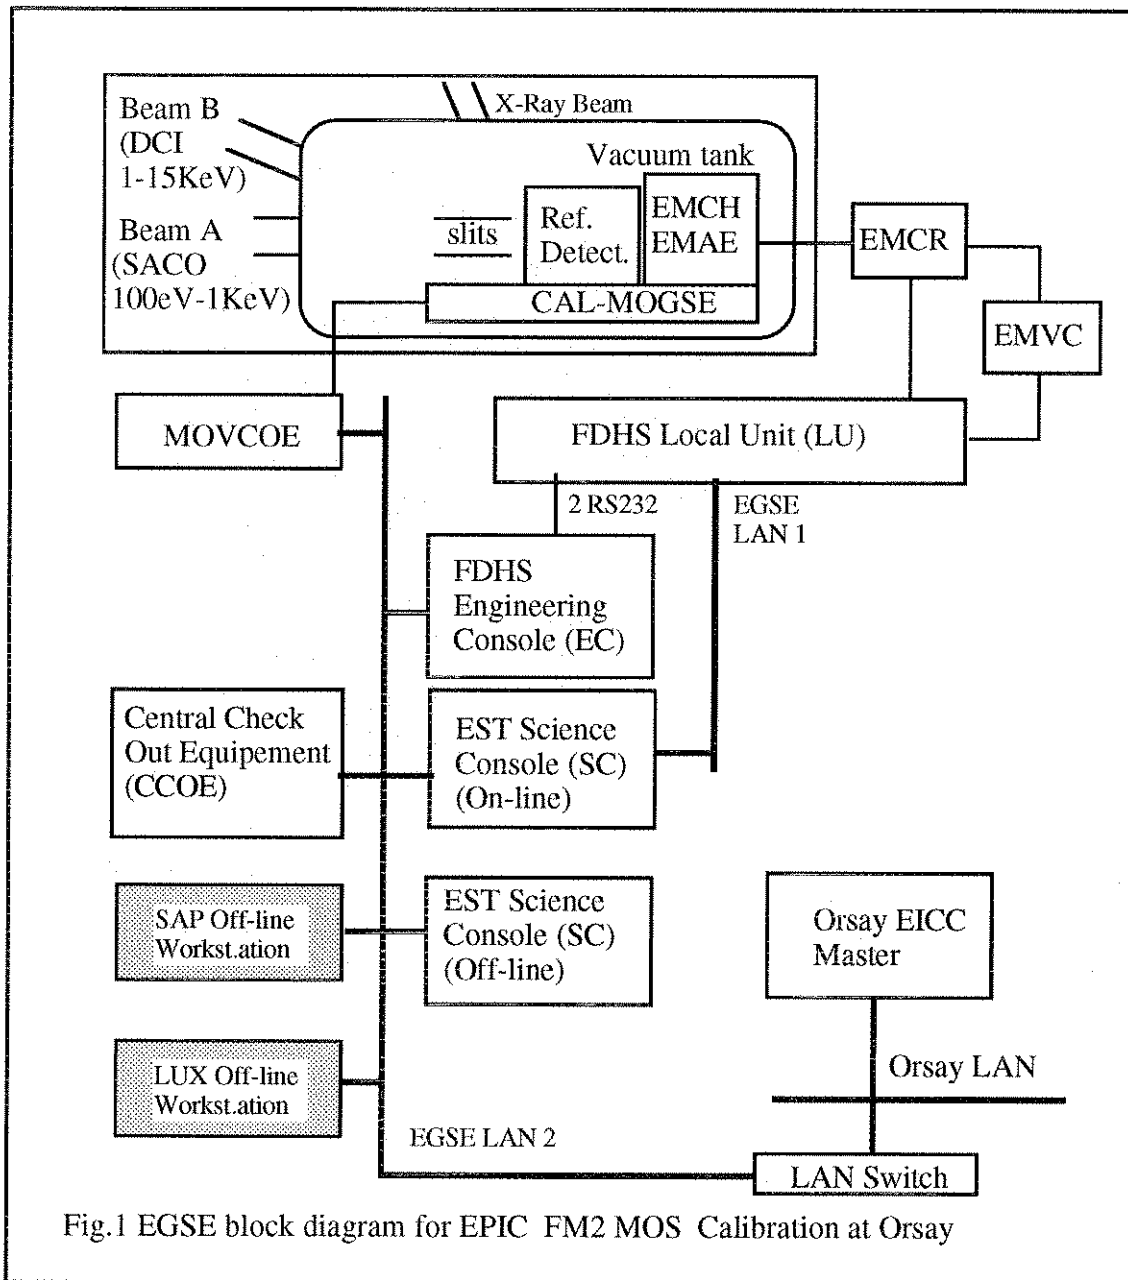 Beam B
(DCI
1-15KeV)
X-Ray Beam
Vacuum tank
Beam A
(SACO
100eV-1KeV)
slits
Ref.
Detect.
EMCH
EMAE
CAL-MOGSE
EMCR
EMVC
MOVCOE
FDHS Local Unit (LU)
2 RS232
EGSE
LAN 1
FDHS
Engineering
Console (EC)
Central Check
Out Equipement
(CCOE)
EST Science
Console (SC)
(On-line)
SAP Off-line
Workst.ation
EST Science
Console (SC)
(Off-line)
Orsay EICC
Master
LUX Off-line
Workst.ation
Orsay LAN
EGSE LAN 2
LAN Switch
Fig.1 EGSE block diagram for EPIC FM2 MOS Calibration at Orsay